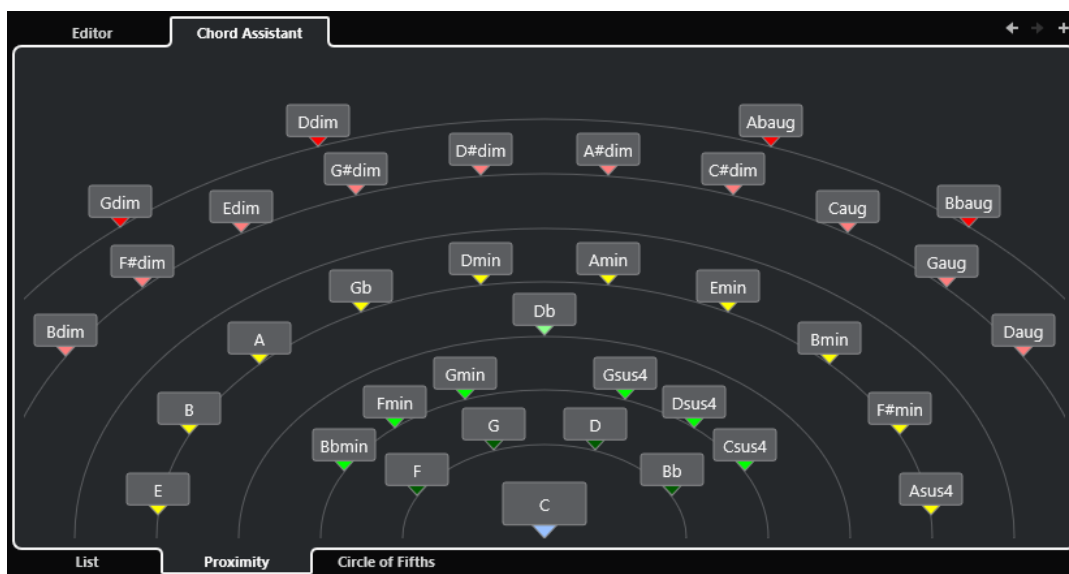 Editor
Chord Assistant
Ddim
Abaug
D#dim
A#dim
G#dim
C#dim
Gdim
Edim
Caug
Bbaug
F#dim
Dmin
Amin
Gaug
Gb
Emin
Db
Bdim
A
Bmin
Daug
Gmin
Gsus4
Fmin
Dsus4
B
F#min
G
D
Bbmin
Csus4
F
Bb
E
C
Asus4
List
Proximity
Circle of Fifths